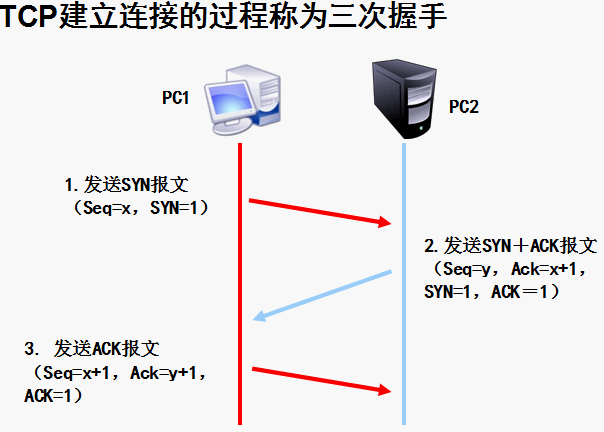 TCP建立连接的过程称为三次握手
PC1
PC2
1.发送SYN报文
（Seq=x，SYN=1）
2.发送SYN＋ACK报文
（Seq=y，Ack=x+1，
SYN=1，ACK＝1）
3. 发送ACK报文
（Seq=x+1，Ack=y+1，
ACK=1）